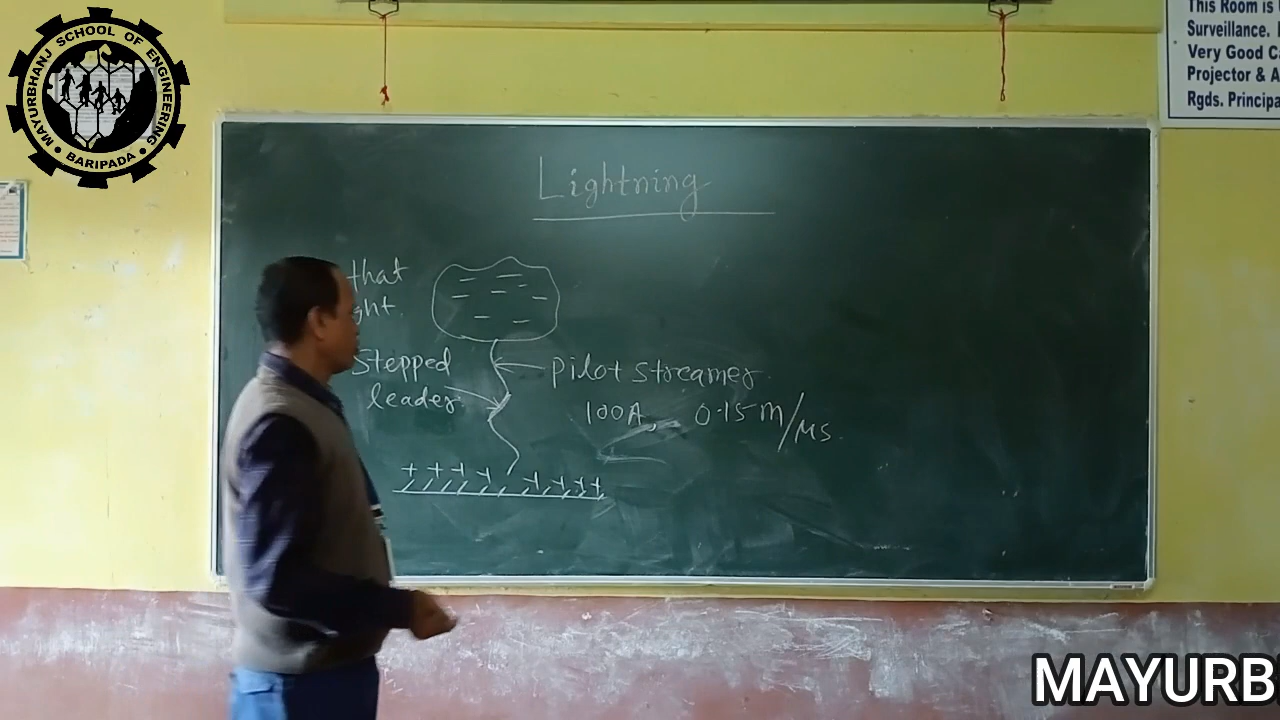 MAYURBHANJ SCHOOL OF ENGINEERING
• BARIPADA •
This Room is
Surveillance.
Very Good C
Projector & A
Rgds. Principa
Lightning
that
ght.
Stepped
leader.
Pilot streamer.
100A, 0.15 m/μs.
+ + + + + + + +
MAYURB